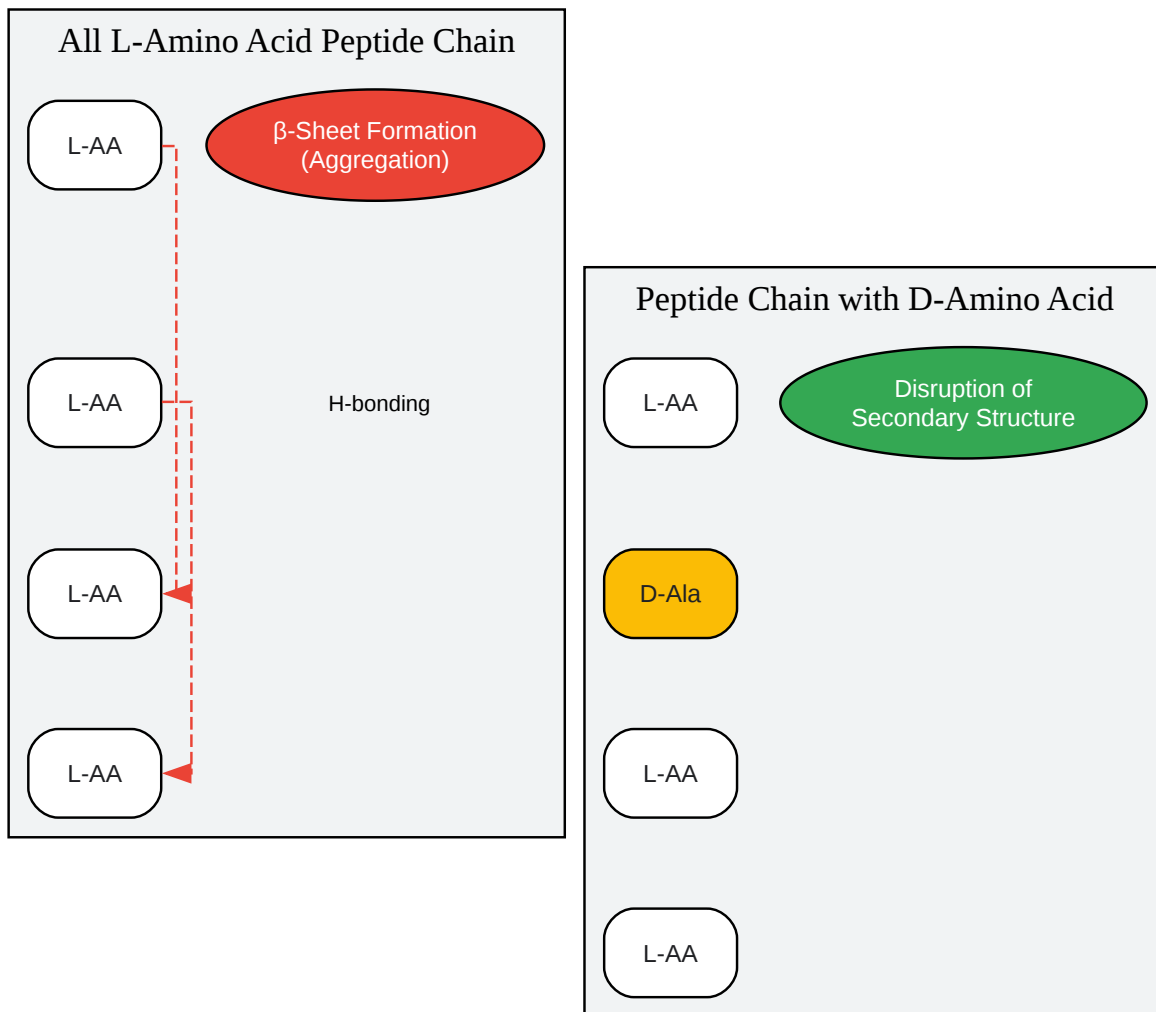 All L-Amino Acid Peptide Chain
L-AA
β-Sheet Formation
(Aggregation)
L-AA
H-bonding
L-AA
L-AA
Peptide Chain with D-Amino Acid
L-AA
Disruption of
Secondary Structure
D-Ala
L-AA
L-AA